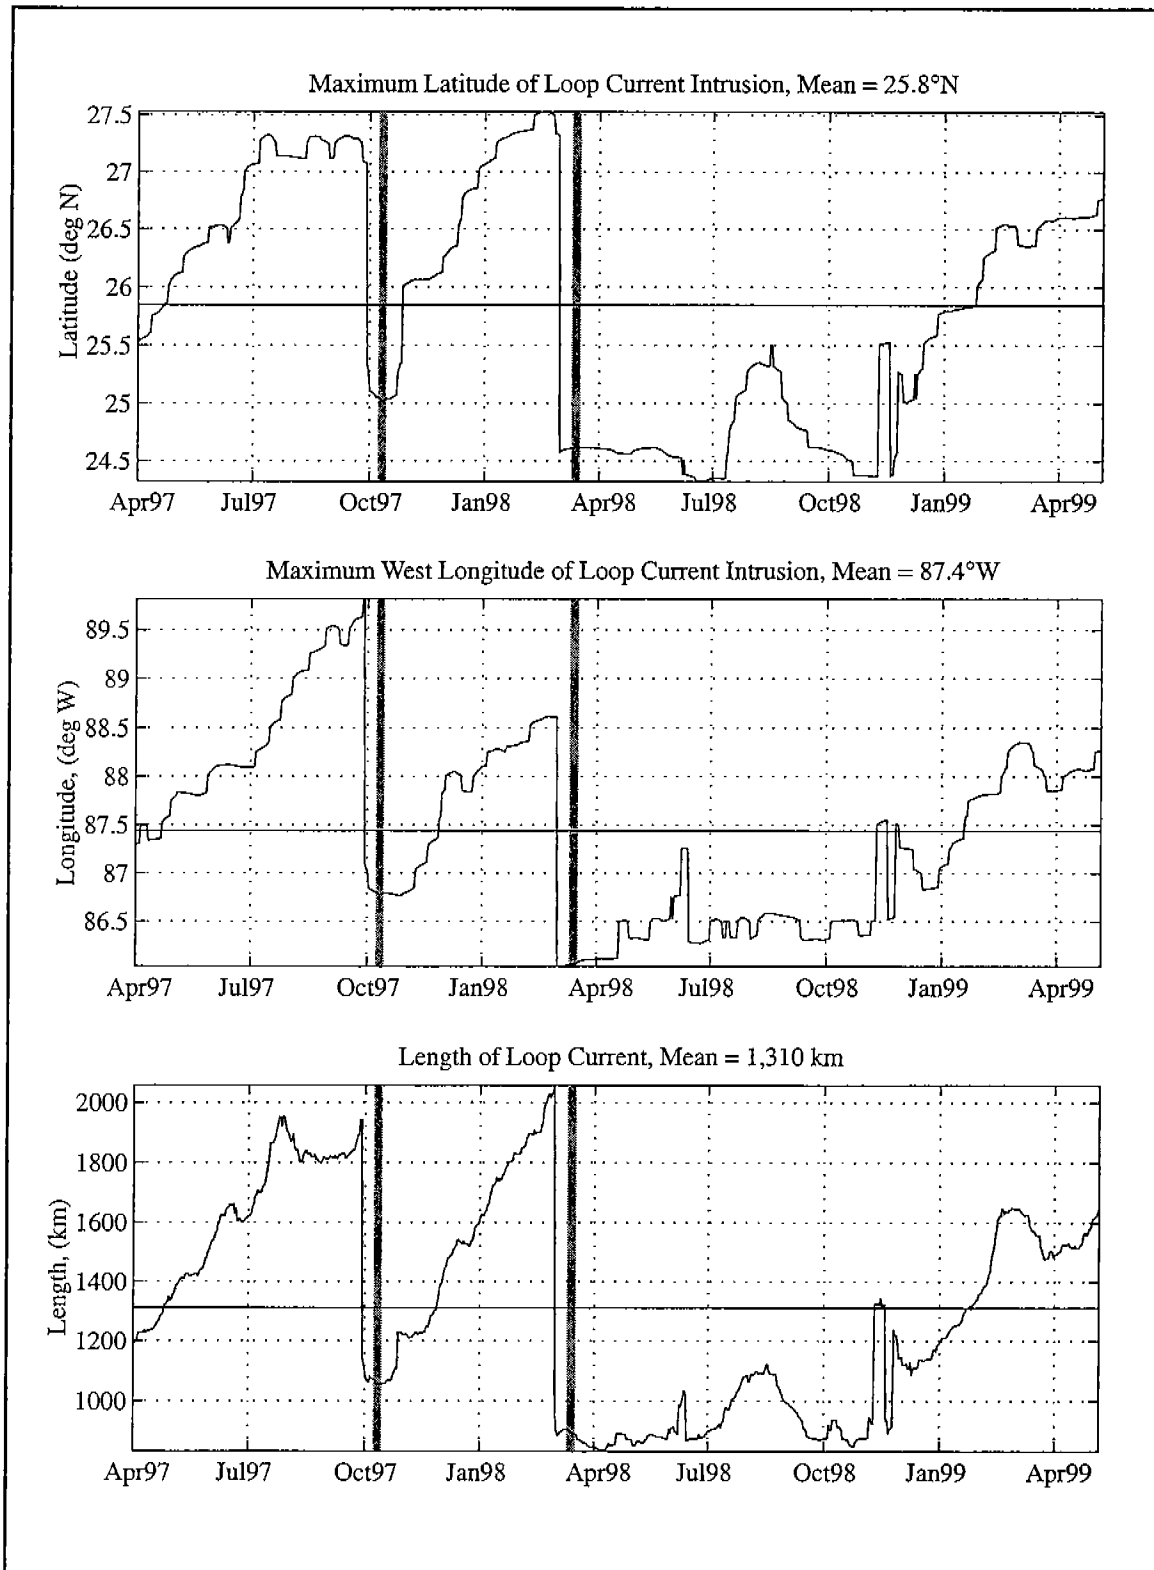 Maximum Latitude of Loop Current Intrusion, Mean = 25.8°N
Latitude (deg N)
27.5
27
26.5
26
25.5
25
24.5
Apr97 Jul97 Oct97 Jan98 Apr98 Jul98 Oct98 Jan99 Apr99
Maximum West Longitude of Loop Current Intrusion, Mean = 87.4°W
Longitude, (deg W)
89.5
89
88.5
88
87.5
87
86.5
Apr97 Jul97 Oct97 Jan98 Apr98 Jul98 Oct98 Jan99 Apr99
Length of Loop Current, Mean = 1,310 km
Length, (km)
2000
1800
1600
1400
1200
1000
Apr97 Jul97 Oct97 Jan98 Apr98 Jul98 Oct98 Jan99 Apr99